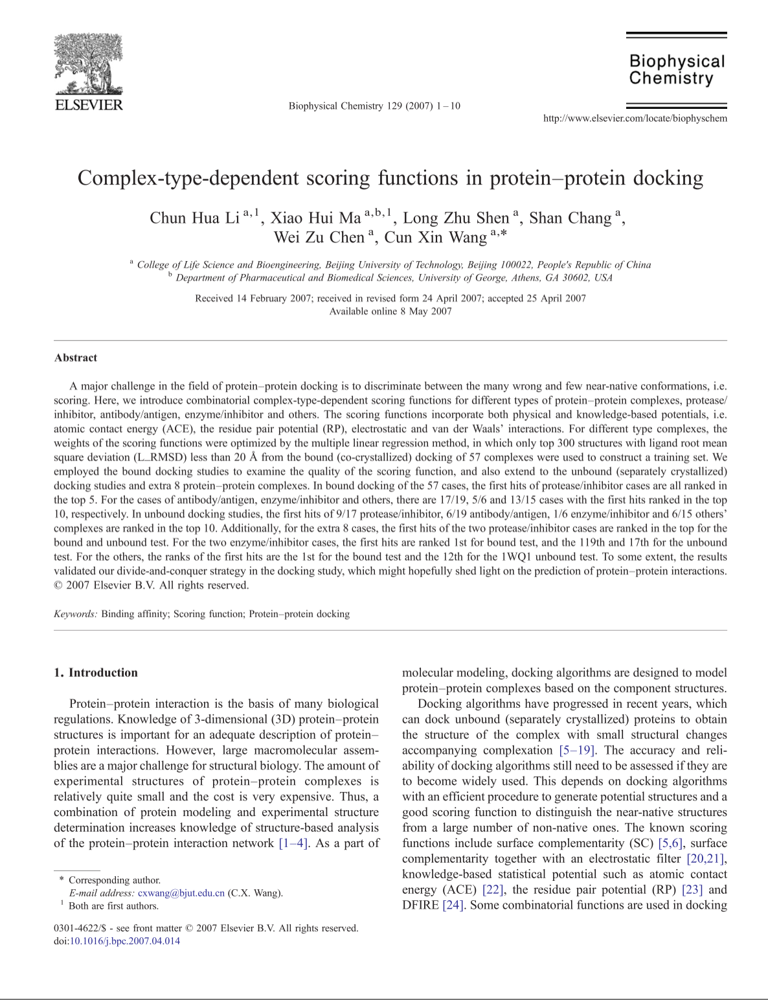 ELSEVIER
Biophysical
Chemistry
Biophysical Chemistry 129 (2007) 1–10
http://www.elsevier.com/locate/biophyschem
Complex-type-dependent scoring functions in protein–protein docking
Chun Hua Li a,1, Xiao Hui Ma a,b,1, Long Zhu Shen a, Shan Chang a,
Wei Zu Chen a, Cun Xin Wang a,*
a College of Life Science and Bioengineering, Beijing University of Technology, Beijing 100022, People's Republic of China
b Department of Pharmaceutical and Biomedical Sciences, University of George, Athens, GA 30602, USA
Received 14 February 2007; received in revised form 24 April 2007; accepted 25 April 2007
Available online 8 May 2007
Abstract
A major challenge in the field of protein–protein docking is to discriminate between the many wrong and few near-native conformations, i.e.
scoring. Here, we introduce combinatorial complex-type-dependent scoring functions for different types of protein–protein complexes, protease/
inhibitor, antibody/antigen, enzyme/inhibitor and others. The scoring functions incorporate both physical and knowledge-based potentials, i.e.
atomic contact energy (ACE), the residue pair potential (RP), electrostatic and van der Waals' interactions. For different type complexes, the
weights of the scoring functions were optimized by the multiple linear regression method, in which only top 300 structures with ligand root mean
square deviation (L_RMSD) less than 20 Å from the bound (co-crystallized) docking of 57 complexes were used to construct a training set. We
employed the bound docking studies to examine the quality of the scoring function, and also extend to the unbound (separately crystallized)
docking studies and extra 8 protein–protein complexes. In bound docking of the 57 cases, the first hits of protease/inhibitor cases are all ranked in
the top 5. For the cases of antibody/antigen, enzyme/inhibitor and others, there are 17/19, 5/6 and 13/15 cases with the first hits ranked in the top
10, respectively. In unbound docking studies, the first hits of 9/17 protease/inhibitor, 6/19 antibody/antigen, 1/6 enzyme/inhibitor and 6/15 others'
complexes are ranked in the top 10. Additionally, for the extra 8 cases, the first hits of the two protease/inhibitor cases are ranked in the top for the
bound and unbound test. For the two enzyme/inhibitor cases, the first hits are ranked 1st for bound test, and the 119th and 17th for the unbound
test. For the others, the ranks of the first hits are the 1st for the bound test and the 12th for the 1WQ1 unbound test. To some extent, the results
validated our divide-and-conquer strategy in the docking study, which might hopefully shed light on the prediction of protein–protein interactions.
© 2007 Elsevier B.V. All rights reserved.
Keywords: Binding affinity; Scoring function; Protein–protein docking
1. Introduction
Protein–protein interaction is the basis of many biological
regulations. Knowledge of 3-dimensional (3D) protein–protein
structures is important for an adequate description of protein–
protein interactions. However, large macromolecular assem-
blies are a major challenge for structural biology. The amount of
experimental structures of protein–protein complexes is
relatively quite small and the cost is very expensive. Thus, a
combination of protein modeling and experimental structure
determination increases knowledge of structure-based analysis
of the protein–protein interaction network [1–4]. As a part of
* Corresponding author.
E-mail address: cxwang@bjut.edu.cn (C.X. Wang).
1 Both are first authors.
molecular modeling, docking algorithms are designed to model
protein–protein complexes based on the component structures.
Docking algorithms have progressed in recent years, which
can dock unbound (separately crystallized) proteins to obtain
the structure of the complex with small structural changes
accompanying complexation [5–19]. The accuracy and reli-
ability of docking algorithms still need to be assessed if they are
to become widely used. This depends on docking algorithms
with an efficient procedure to generate potential structures and a
good scoring function to distinguish the near-native structures
from a large number of non-native ones. The known scoring
functions include surface complementarity (SC) [5,6], surface
complementarity together with an electrostatic filter [20,21],
knowledge-based statistical potential such as atomic contact
energy (ACE) [22], the residue pair potential (RP) [23] and
DFIRE [24]. Some combinatorial functions are used in docking
0301-4622/$ - see front matter © 2007 Elsevier B.V. All rights reserved.
doi:10.1016/j.bpc.2007.04.014